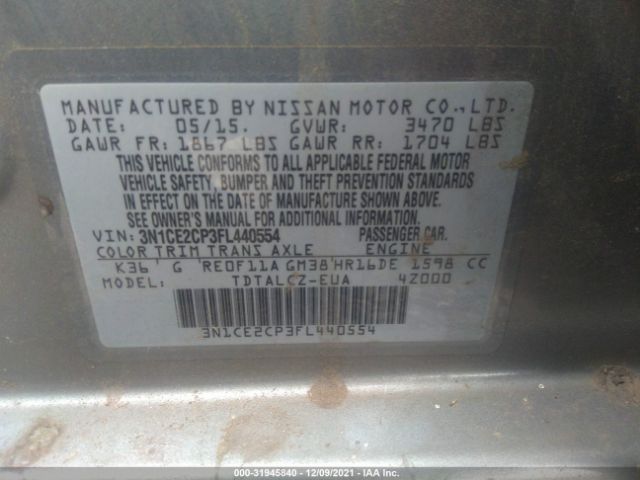 MANUFACTURED BY NISSAN MOTOR CO.,LTD.
DATE: 05/15. GVWR: 3470 LBS
GAWR FR: 1867 LBS GAWR RR: 1704 LBS
THIS VEHICLE CONFORMS TO ALL APPLICABLE FEDERAL MOTOR
VEHICLE SAFETY, BUMPER AND THEFT PREVENTION STANDARDS
IN EFFECT ON THE DATE OF MANUFACTURE SHOWN ABOVE.
SEE OWNER'S MANUAL FOR ADDITIONAL INFORMATION.
VIN: 3N1CE2CP3FL440554 PASSENGER CAR.
COLOR TRIM TRANS AXLE ENGINE
K36' G 'RE0F11A GM38'HR16DE 1598 CC
MODEL: TDTALCZ-EUA 4Z000
3N1CE2CP3FL440554
000-31945840 - 12/09/2021 - IAA Inc.